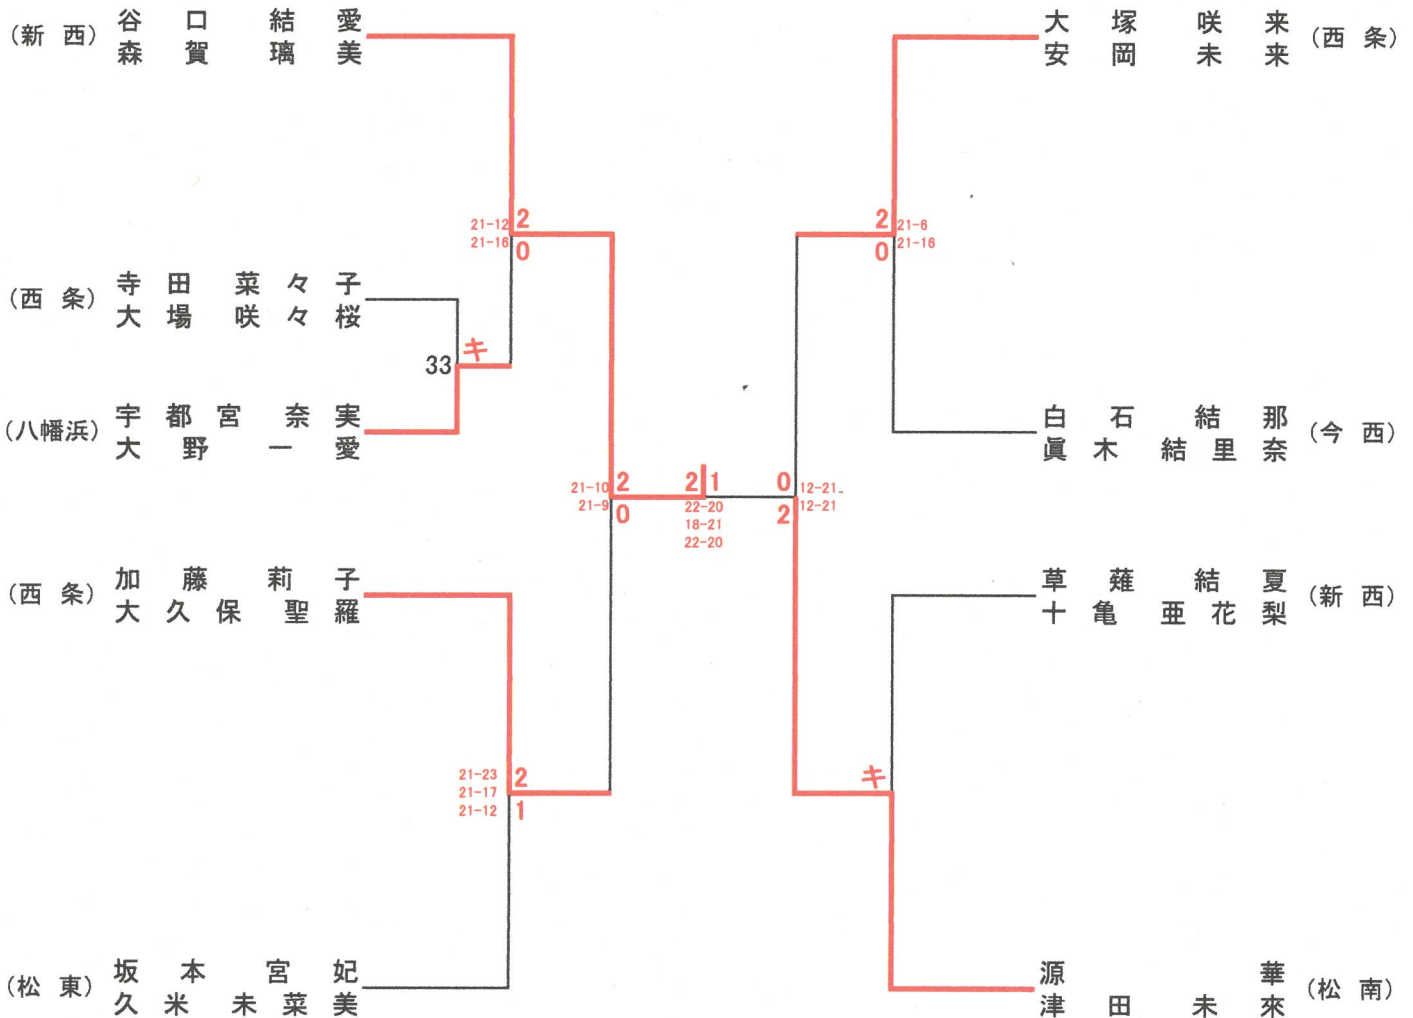 (新 西) 谷 口 結 愛
森 賀 璃 美
大 塚 咲 来 (西 条)
安 岡 未 来
21-12 2
21-16 0
2 21-6
0 21-16
(西 条) 寺 田 菜 々 子
大 場 咲 々 桜
33 キ
(八幡浜) 宇 都 宮 奈 実
大 野 一 愛
白 石 結 那 (今 西)
眞 木 結 里 奈
21-10 2
21-9 0
2 1
22-20
18-21
22-20
0 12-21
2 12-21
(西 条) 加 藤 莉 子
大 久 保 聖 羅
草 薙 結 夏 (新 西)
十 亀 亜 花 梨
21-23 2
21-17
21-12 1
キ
(松 東) 坂 本 宮 妃
久 米 未 菜 美
源 華 (松 南)
津 田 未 來